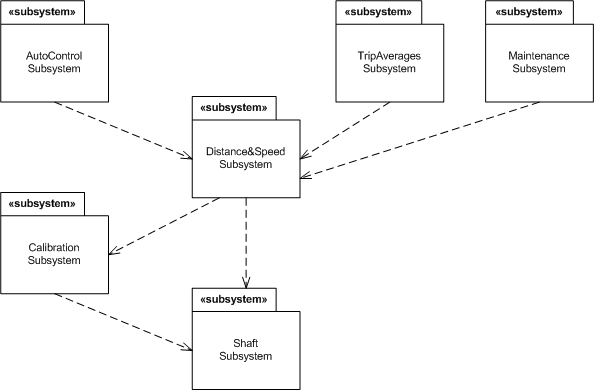 «subsystem»
AutoControl
Subsystem
«subsystem»
TripAverages
Subsystem
«subsystem»
Maintenance
Subsystem
«subsystem»
Distance&Speed
Subsystem
«subsystem»
Calibration
Subsystem
«subsystem»
Shaft
Subsystem